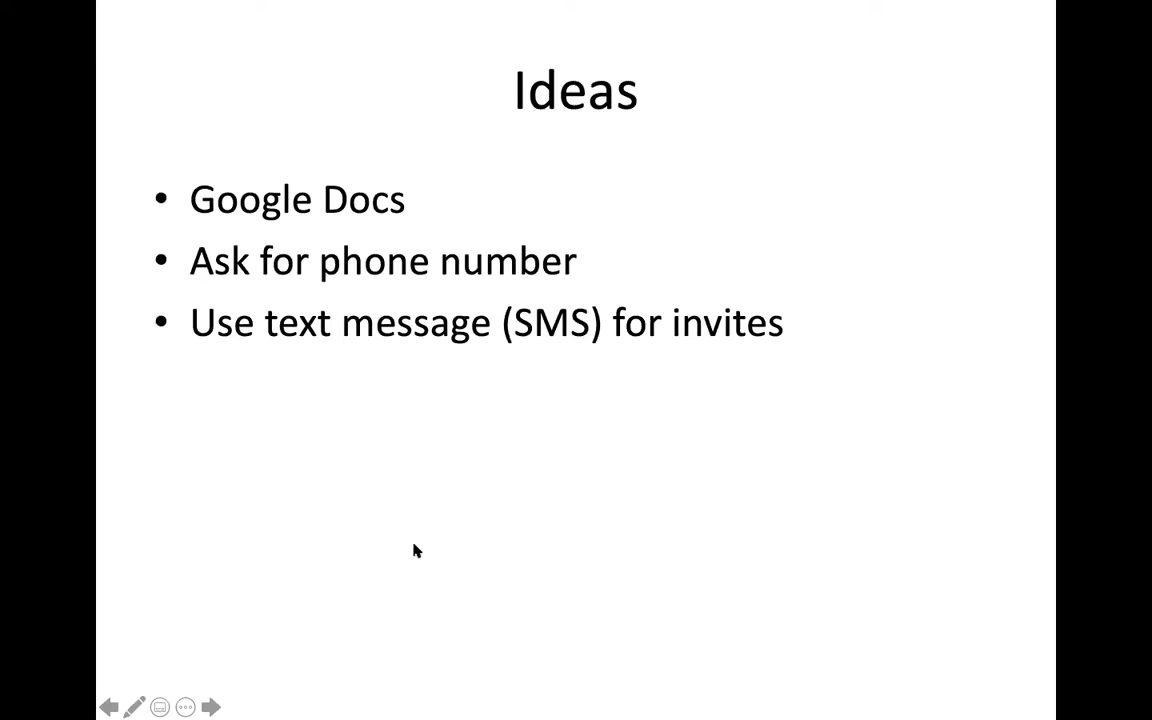 Ideas
• Google Docs
• Ask for phone number
• Use text message (SMS) for invites